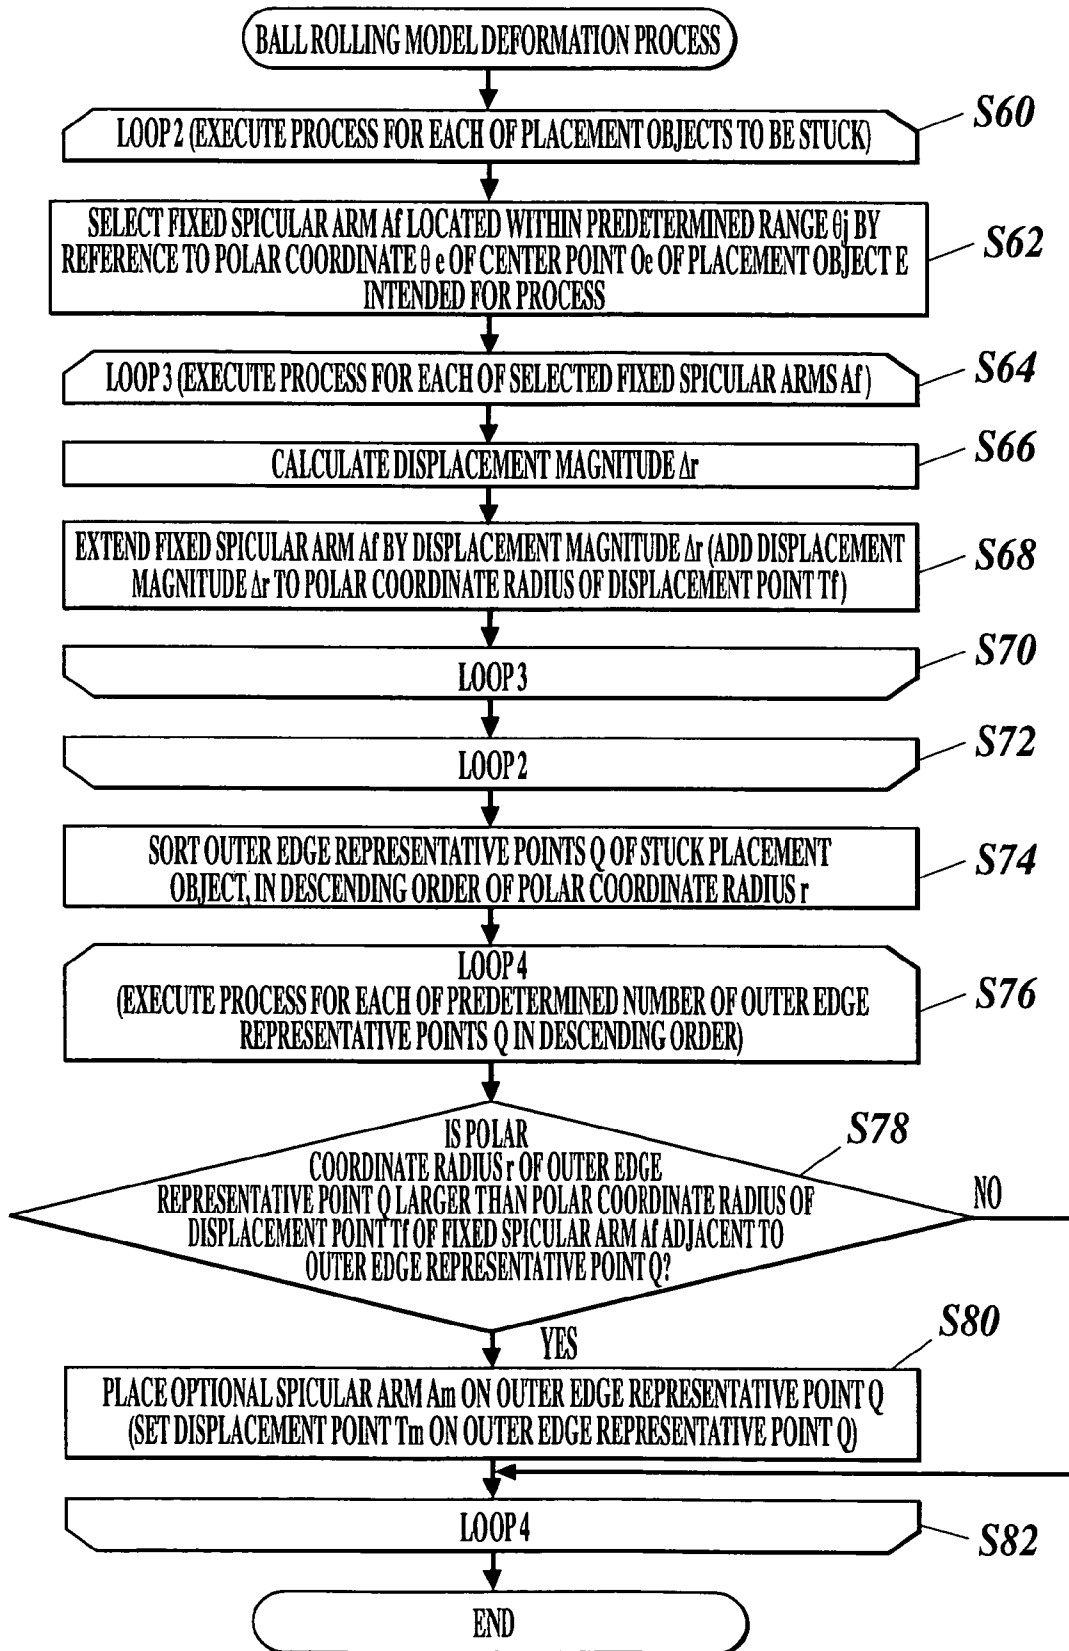 BALL ROLLING MODEL DEFORMATION PROCESS
LOOP 2 (EXECUTE PROCESS FOR EACH OF PLACEMENT OBJECTS TO BE STUCK)
S60
SELECT FIXED SPICULAR ARM Af LOCATED WITHIN PREDETERMINED RANGE θj BY
REFERENCE TO POLAR COORDINATE θe OF CENTER POINT Oe OF PLACEMENT OBJECT E
INTENDED FOR PROCESS
S62
LOOP 3 (EXECUTE PROCESS FOR EACH OF SELECTED FIXED SPICULAR ARMS Af)
S64
CALCULATE DISPLACEMENT MAGNITUDE Δr
S66
EXTEND FIXED SPICULAR ARM Af BY DISPLACEMENT MAGNITUDE Δr (ADD DISPLACEMENT
MAGNITUDE Δr TO POLAR COORDINATE RADIUS OF DISPLACEMENT POINT Tf)
S68
LOOP 3
S70
LOOP 2
S72
SORT OUTER EDGE REPRESENTATIVE POINTS Q OF STUCK PLACEMENT
OBJECT, IN DESCENDING ORDER OF POLAR COORDINATE RADIUS r
S74
LOOP 4
(EXECUTE PROCESS FOR EACH OF PREDETERMINED NUMBER OF OUTER EDGE
REPRESENTATIVE POINTS Q IN DESCENDING ORDER)
S76
IS POLAR
COORDINATE RADIUS r OF OUTER EDGE
REPRESENTATIVE POINT Q LARGER THAN POLAR COORDINATE RADIUS OF
DISPLACEMENT POINT Tf OF FIXED SPICULAR ARM Af ADJACENT TO
OUTER EDGE REPRESENTATIVE POINT Q?
S78
NO
YES
S80
PLACE OPTIONAL SPICULAR ARM Am ON OUTER EDGE REPRESENTATIVE POINT Q
(SET DISPLACEMENT POINT Tm ON OUTER EDGE REPRESENTATIVE POINT Q)
LOOP 4
S82
END